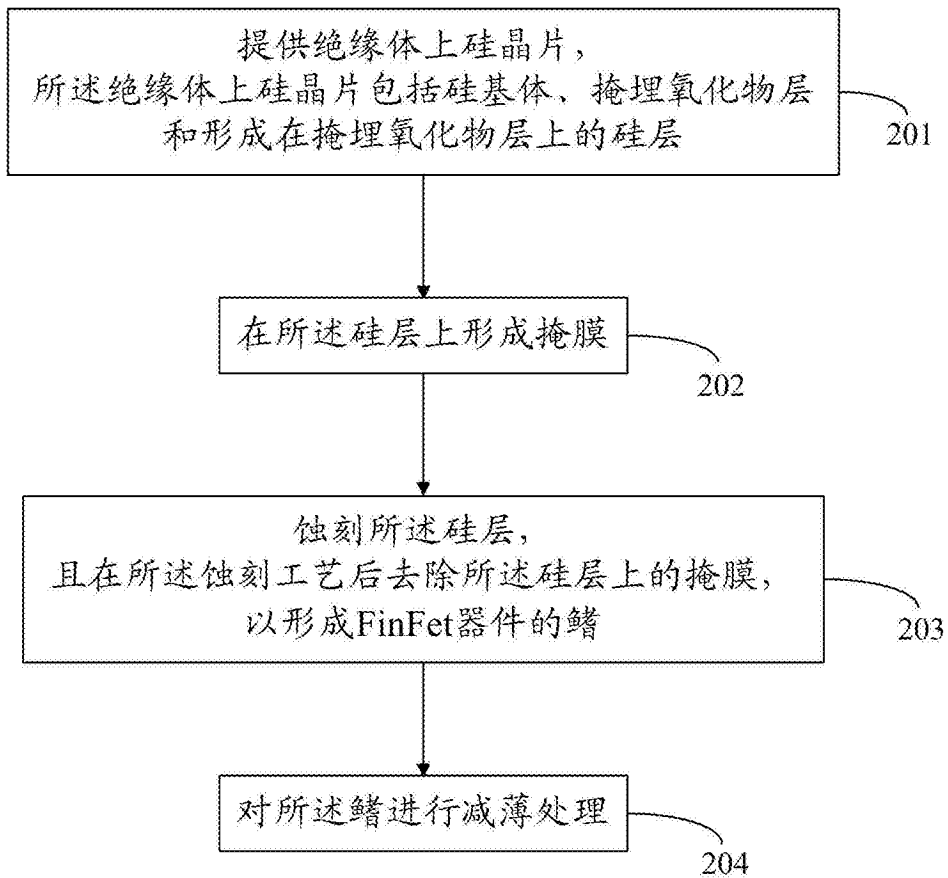 提供绝缘体上硅晶片，
所述绝缘体上硅晶片包括硅基体、掩埋氧化物层
和形成在掩埋氧化物层上的硅层
201
在所述硅层上形成掩膜
202
蚀刻所述硅层，
且在所述蚀刻工艺后去除所述硅层上的掩膜，
以形成FinFet器件的鳍
203
对所述鳍进行减薄处理
204